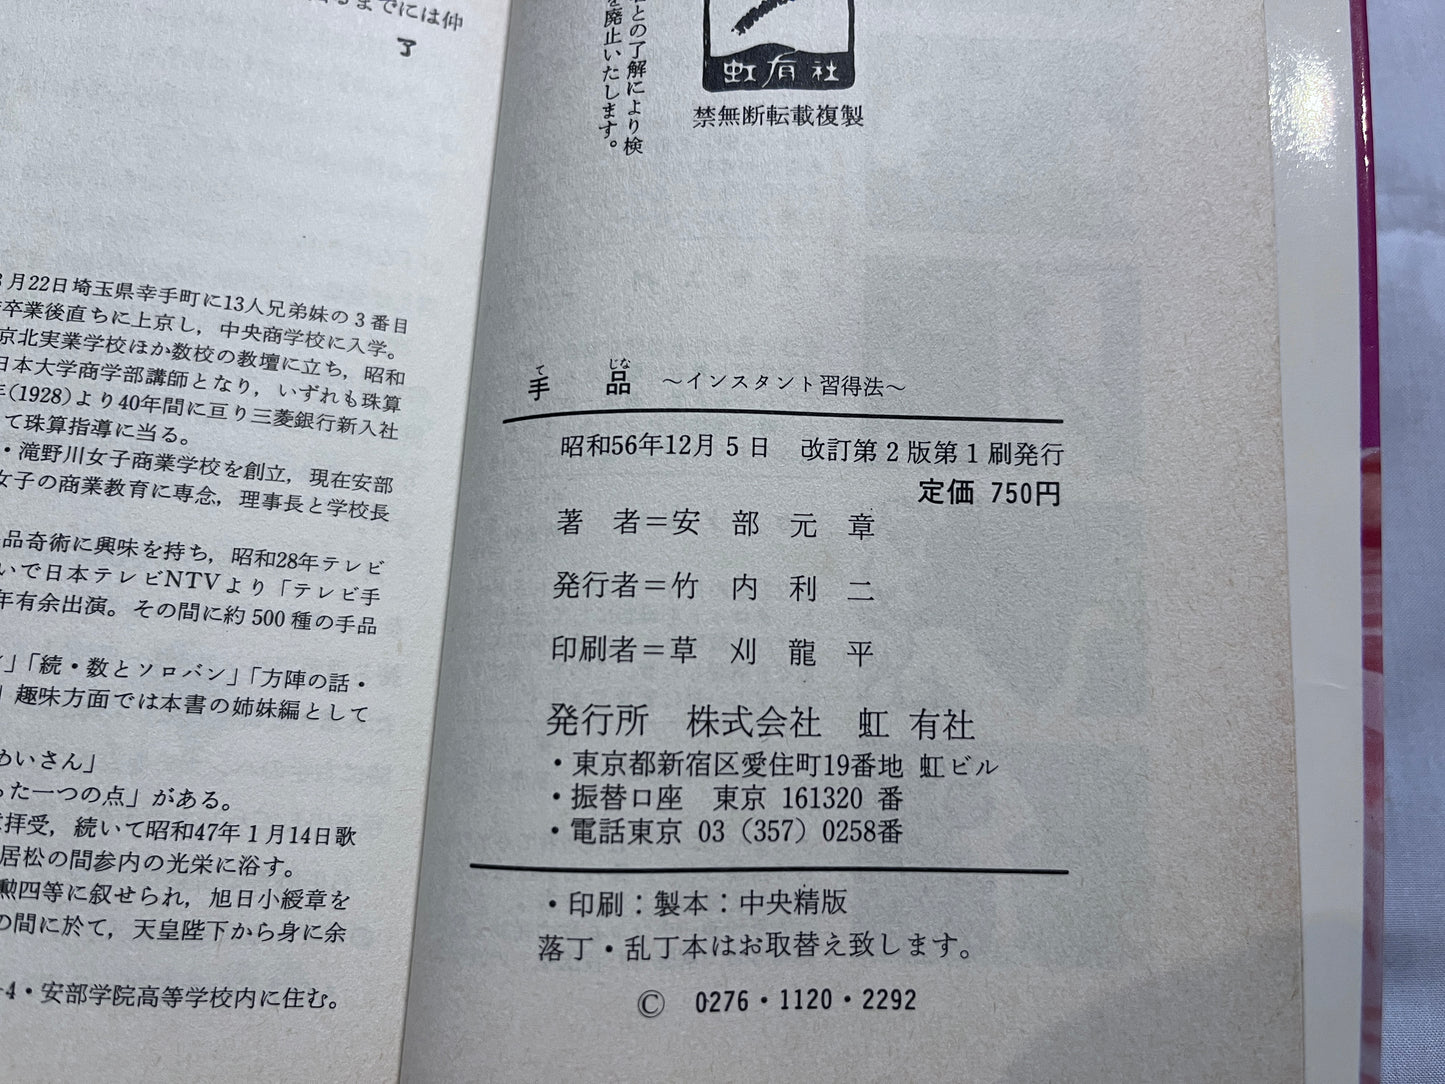 までには仲
了
月22日埼玉県幸手町に13人兄弟妹の3番目
卒業後直ちに上京し，中央商学校に入学。
京北実業学校ほか数校の教壇に立ち，昭和
日本大学商学部講師となり，いずれも珠算
(1928)より40年間に亘り三菱銀行新入社
て珠算指導に当る。
・滝野川女子商業学校を創立，現在安部
女子の商業教育に専念，理事長と学校長
品奇術に興味を持ち，昭和28年テレビ
いで日本テレビNTVより「テレビ手
年有余出演。その間に約500種の手品
」「続・数とソロバン」「方陣の話・
」趣味方面では本書の姉妹編として
めいさん」
った一つの点」がある。
拝受，続いて昭和47年1月14日歌
居松の間参内の光栄に浴す。
勲四等に叙せられ，旭日小綬章を
の間に於て，天皇陛下から身に余
4・安部学院高等学校内に住む。
との了解により検
を廃止いたします。
虹有社
禁無断転載複製
て じな
手品 〜インスタント習得法〜
昭和56年12月5日 改訂第2版第1刷発行
定価 750円
著 者＝安 部 元 章
発行者＝竹 内 利 二
印刷者＝草 刈 龍 平
発行所 株式会社 虹有社
・東京都新宿区愛住町19番地 虹ビル
・振替口座 東京 161320 番
・電話東京 03（357）0258番
・印刷：製本：中央精版
落丁・乱丁本はお取替え致します。
© 0276・1120・2292